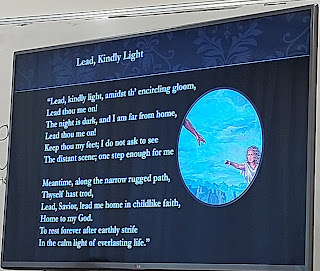 Lead, Kindly Light
"Lead, kindly light, amidst th' encircling gloom,
Lead thou me on!
The night is dark, and I am far from home,
Lead thou me on!
Keep thou my feet; I do not ask to see
The distant scene; one step enough for me
Meantime, along the narrow rugged path,
Thyself hast trod,
Lead, Savior, lead me home in childlike faith,
Home to my God.
To rest forever after earthly strife
In the calm light of everlasting life."